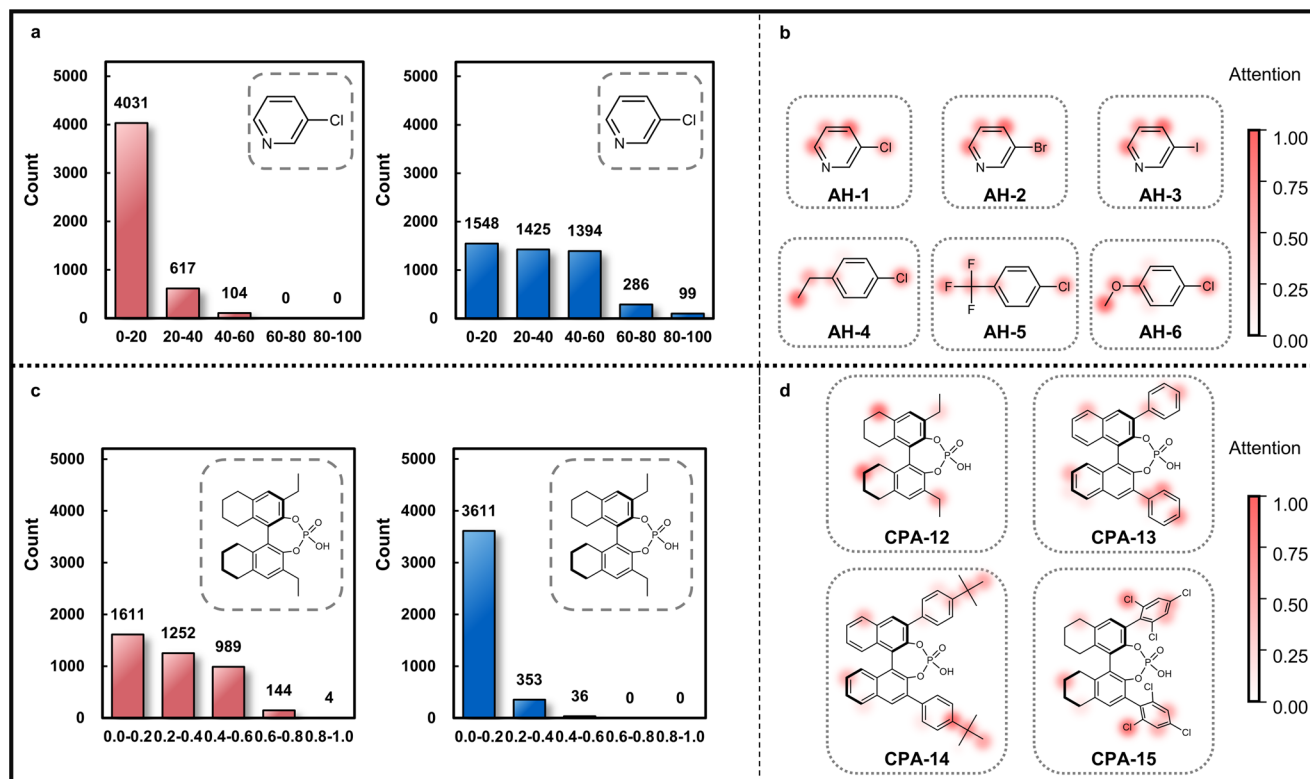 a
5000
4000
3000
2000
1000
0
Count
4031
617
104
0
0
0-20
20-40
40-60
60-80
80-100
N
Cl
5000
4000
3000
2000
1000
0
Count
1548
1425
1394
286
99
0-20
20-40
40-60
60-80
80-100
N
Cl
b
Attention
N
Cl
AH-1
N
Br
AH-2
N
I
AH-3
Cl
AH-4
F
F
F
Cl
AH-5
O
Cl
AH-6
1.00
0.75
0.50
0.25
0.00
c
5000
4000
3000
2000
1000
0
Count
1611
1252
989
144
4
0.0-0.2
0.2-0.4
0.4-0.6
0.6-0.8
0.8-1.0
O
O
P
O
OH
5000
4000
3000
2000
1000
0
Count
3611
353
36
0
0
0.0-0.2
0.2-0.4
0.4-0.6
0.6-0.8
0.8-1.0
O
O
P
O
OH
d
Attention
O
O
P
O
OH
CPA-12
O
O
P
O
OH
CPA-13
O
O
P
O
OH
CPA-14
Cl
Cl
Cl
O
O
P
O
OH
Cl
Cl
Cl
CPA-15
1.00
0.75
0.50
0.25
0.00